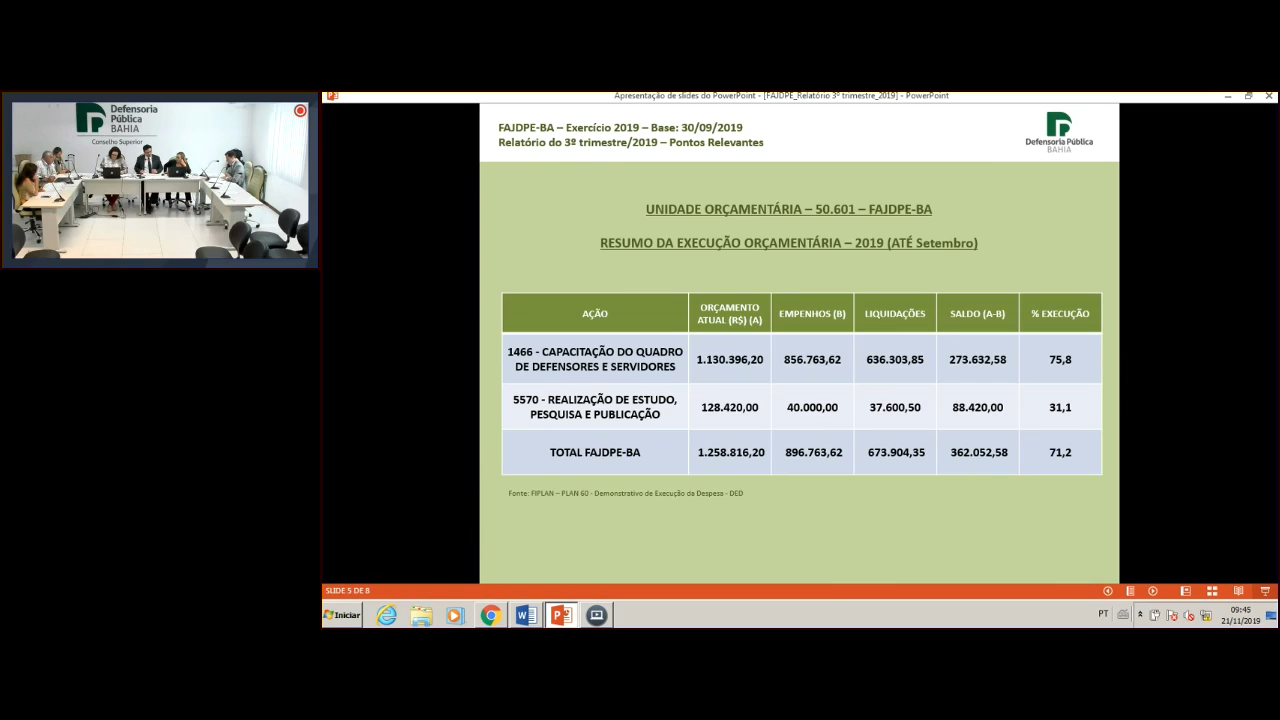 Defensoria
Pública
BAHIA
Conselho Superior
Apresentação de slides do PowerPoint - [FAJDPE_Relatório 3º trimestre_2019] - PowerPoint
FAJDPE-BA – Exercício 2019 – Base: 30/09/2019
Relatório do 3º trimestre/2019 – Pontos Relevantes
Defensoria Pública
BAHIA
UNIDADE ORÇAMENTÁRIA – 50.601 – FAJDPE-BA
RESUMO DA EXECUÇÃO ORÇAMENTÁRIA – 2019 (ATÉ Setembro)
AÇÃO
ORÇAMENTO
ATUAL (R$) (A)
EMPENHOS (B)
LIQUIDAÇÕES
SALDO (A-B)
% EXECUÇÃO
1466 - CAPACITAÇÃO DO QUADRO
DE DEFENSORES E SERVIDORES
1.130.396,20
856.763,62
636.303,85
273.632,58
75,8
5570 - REALIZAÇÃO DE ESTUDO,
PESQUISA E PUBLICAÇÃO
128.420,00
40.000,00
37.600,50
88.420,00
31,1
TOTAL FAJDPE-BA
1.258.816,20
896.763,62
673.904,35
362.052,58
71,2
Fonte: FIPLAN – PLAN 60 - Demonstrativo de Execução da Despesa - DED
SLIDE 5 DE 8
Iniciar
PT
09:45
21/11/2019